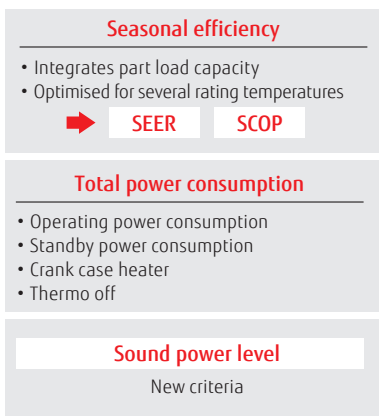 Seasonal efficiency
• Integrates part load capacity
• Optimised for several rating temperatures
SEER SCOP
Total power consumption
• Operating power consumption
• Standby power consumption
• Crank case heater
• Thermo off
Sound power level
New criteria